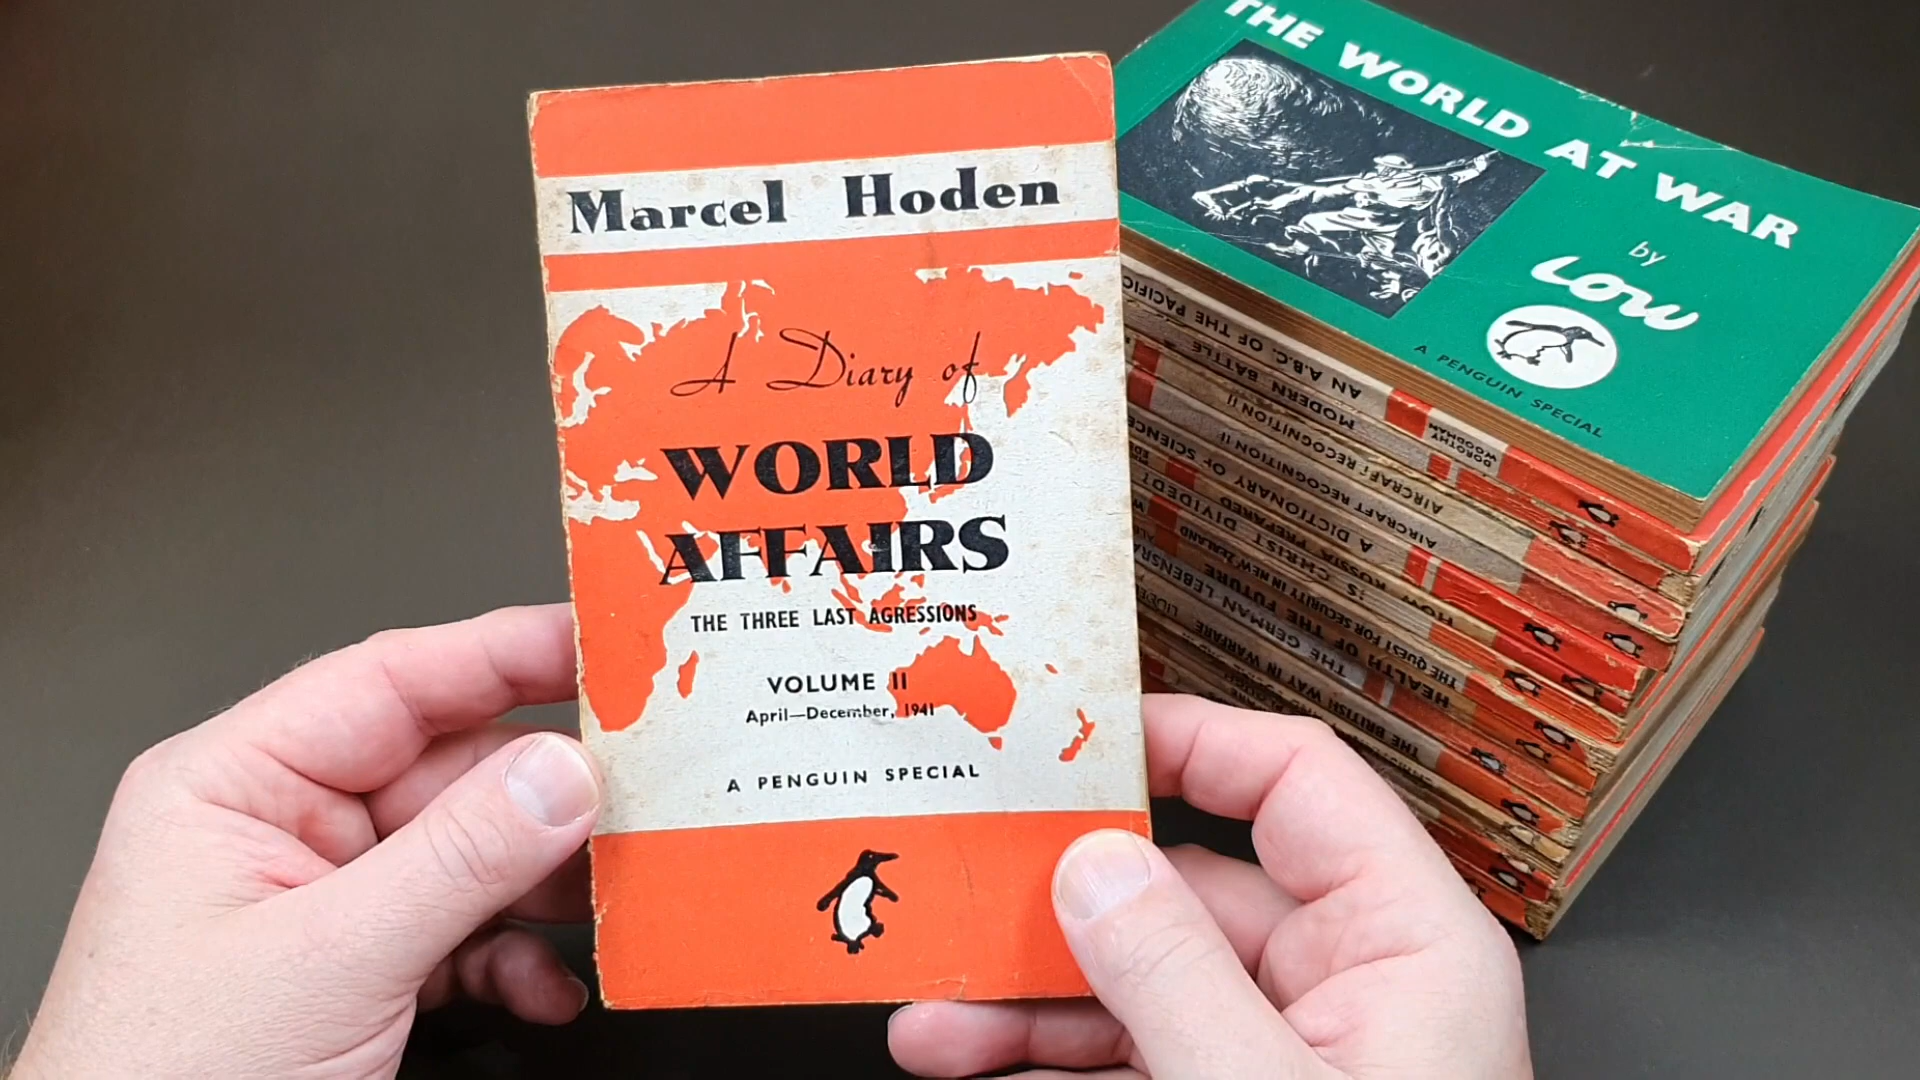 Marcel Hoden
A Diary of
WORLD
AFFAIRS
THE THREE LAST AGRESSIONS
VOLUME II
April—December, 1941
A PENGUIN SPECIAL
THE WORLD AT WAR
by
Low
A PENGUIN SPECIAL
AN A.B.C. OF THE PACIFIC
DOROTHY
WOODMAN
MODERN BATTLE
AIRCRAFT RECOGNITION II
AIRCRAFT RECOGNITION II
A DICTIONARY OF SCIENCE
IS CHRIST DIVIDED?
HOW RUSSIA PREPARED
THE QUEST FOR SECURITY IN NEW ZEALAND
HEALTH OF THE FUTURE
THE GERMAN
THE BRITISH WAY IN WARFARE